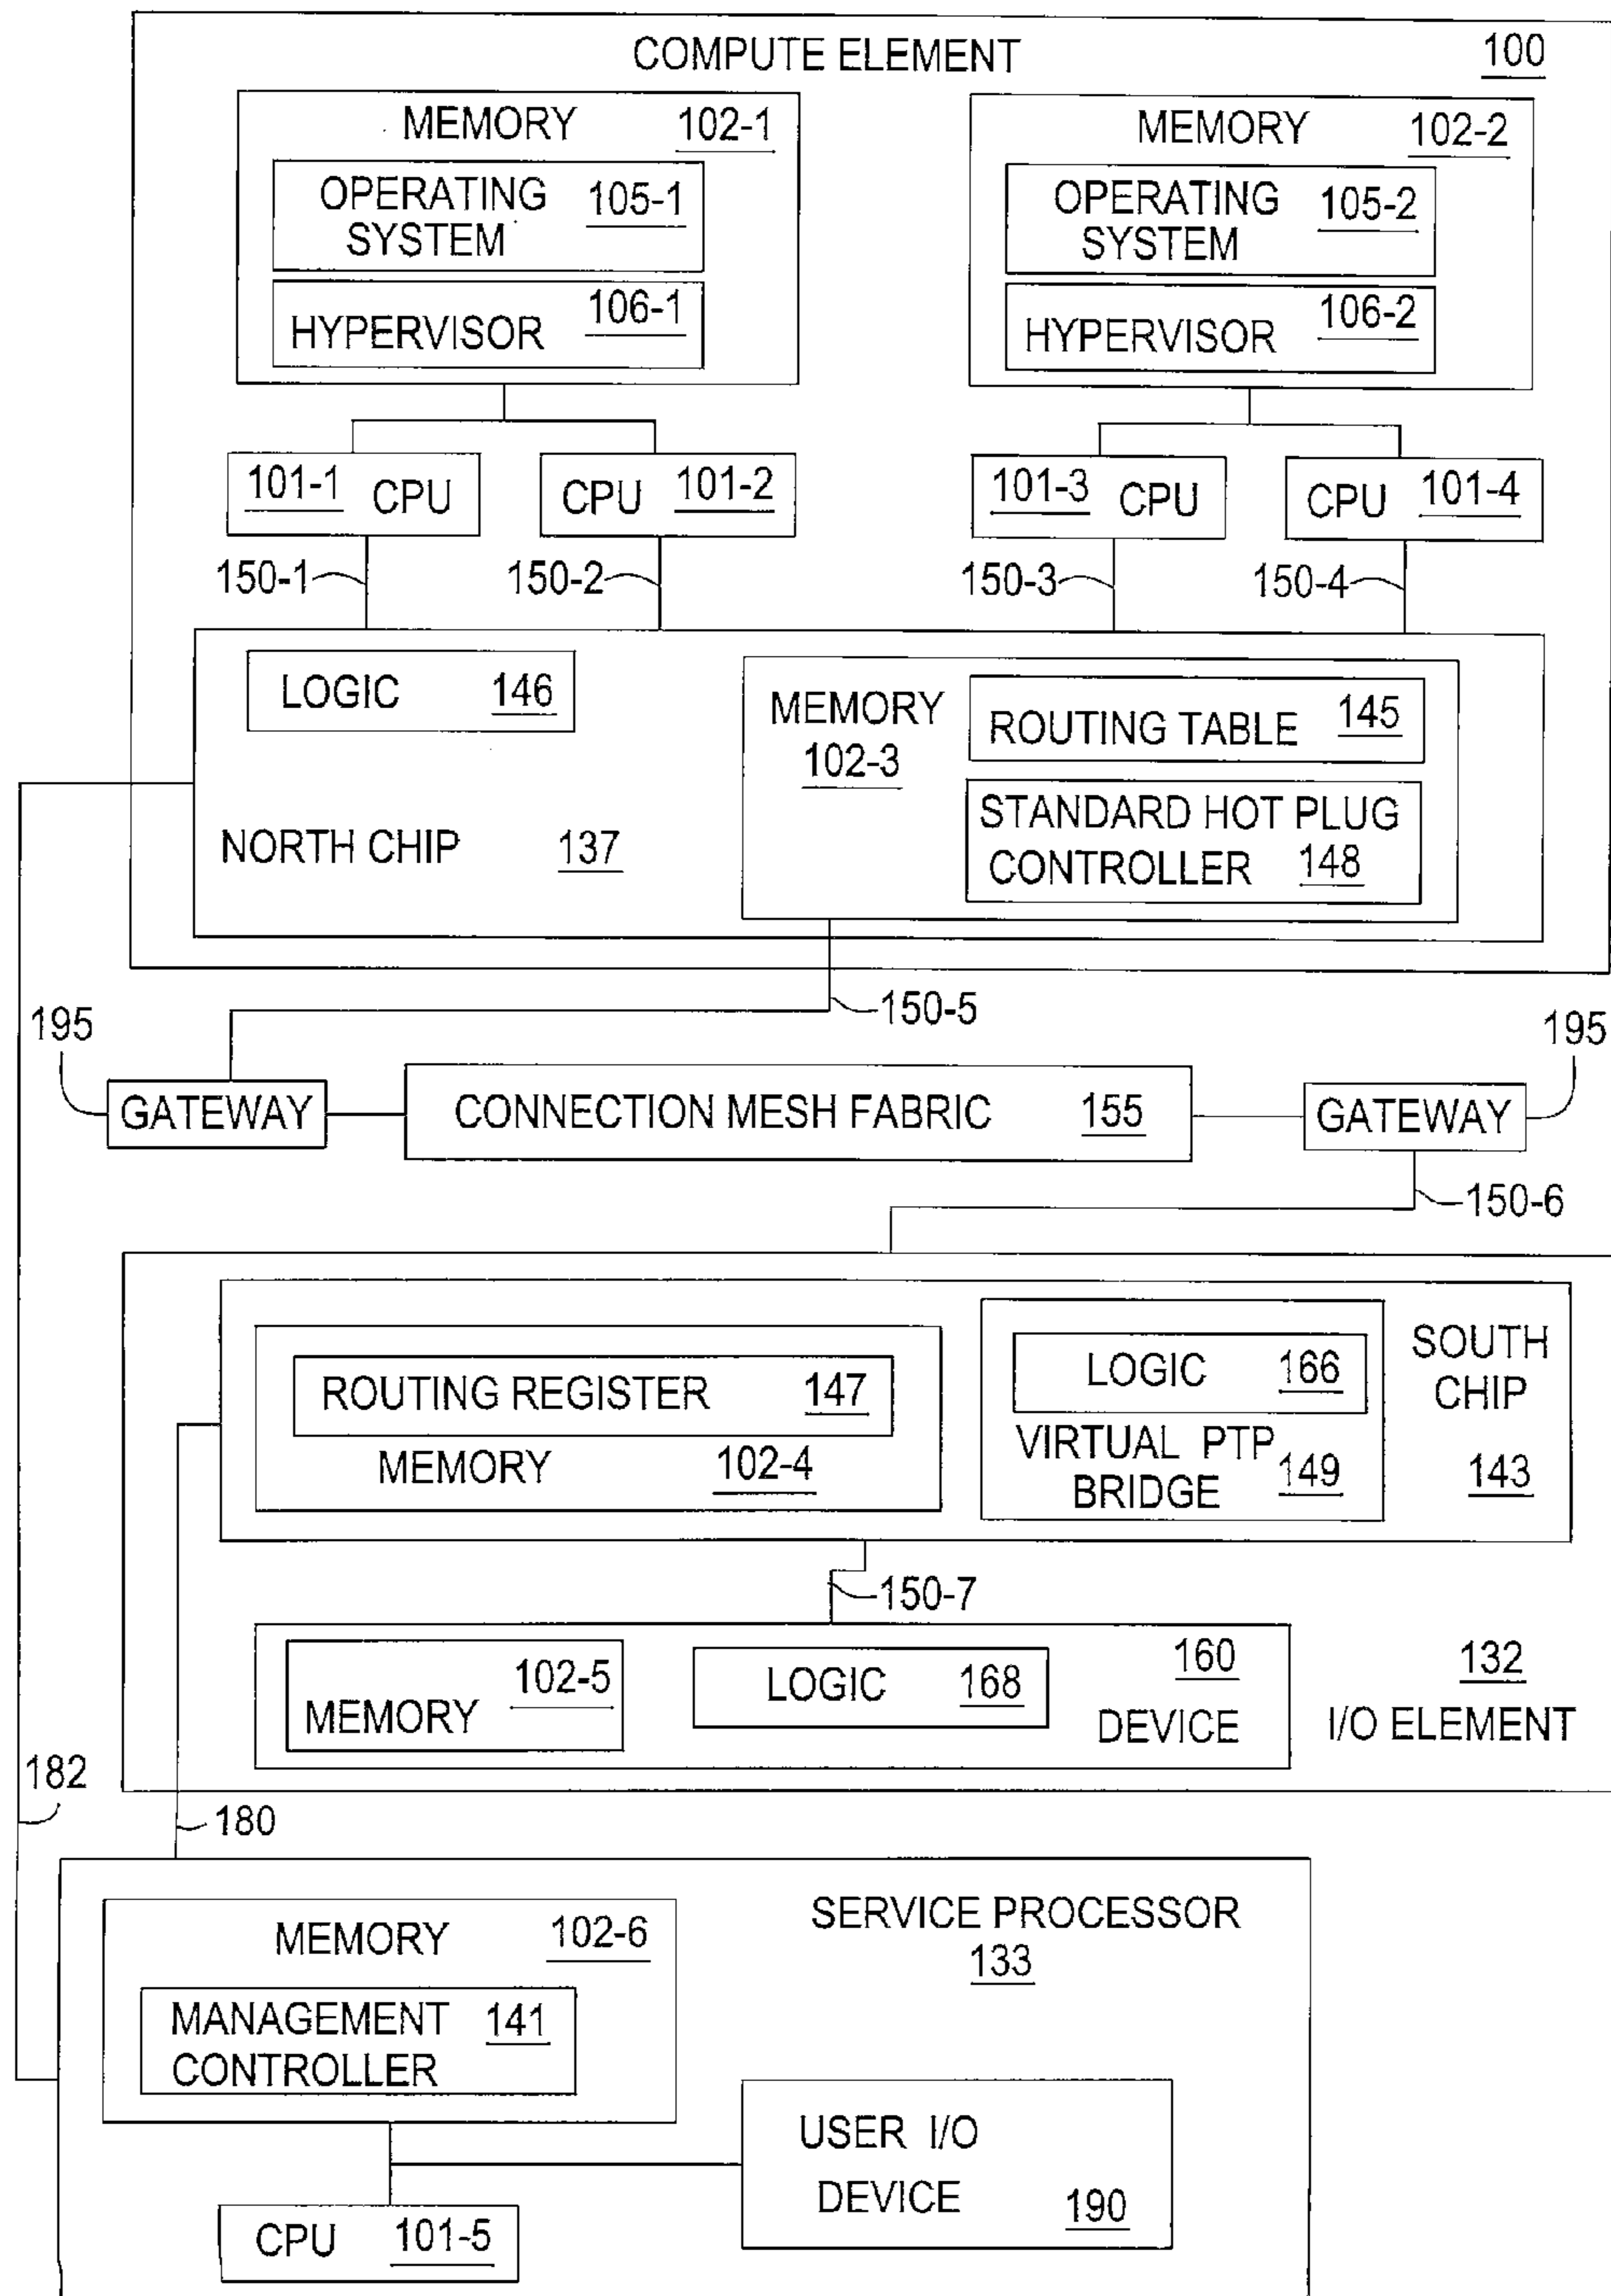 COMPUTE ELEMENT 100
MEMORY 102-1
OPERATING SYSTEM 105-1
HYPERVISOR 106-1
MEMORY 102-2
OPERATING SYSTEM 105-2
HYPERVISOR 106-2
101-1 CPU
CPU 101-2
101-3 CPU
CPU 101-4
150-1
150-2
150-3
150-4
LOGIC 146
NORTH CHIP 137
MEMORY
102-3
ROUTING TABLE 145
STANDARD HOT PLUG
CONTROLLER 148
150-5
195
GATEWAY
CONNECTION MESH FABRIC 155
GATEWAY
195
150-6
ROUTING REGISTER 147
MEMORY 102-4
LOGIC 166
VIRTUAL PTP
BRIDGE 149
SOUTH
CHIP
143
150-7
MEMORY 102-5
LOGIC 168
160
DEVICE
132
I/O ELEMENT
182
180
MEMORY 102-6
MANAGEMENT
CONTROLLER 141
SERVICE PROCESSOR
133
USER I/O
DEVICE 190
CPU 101-5